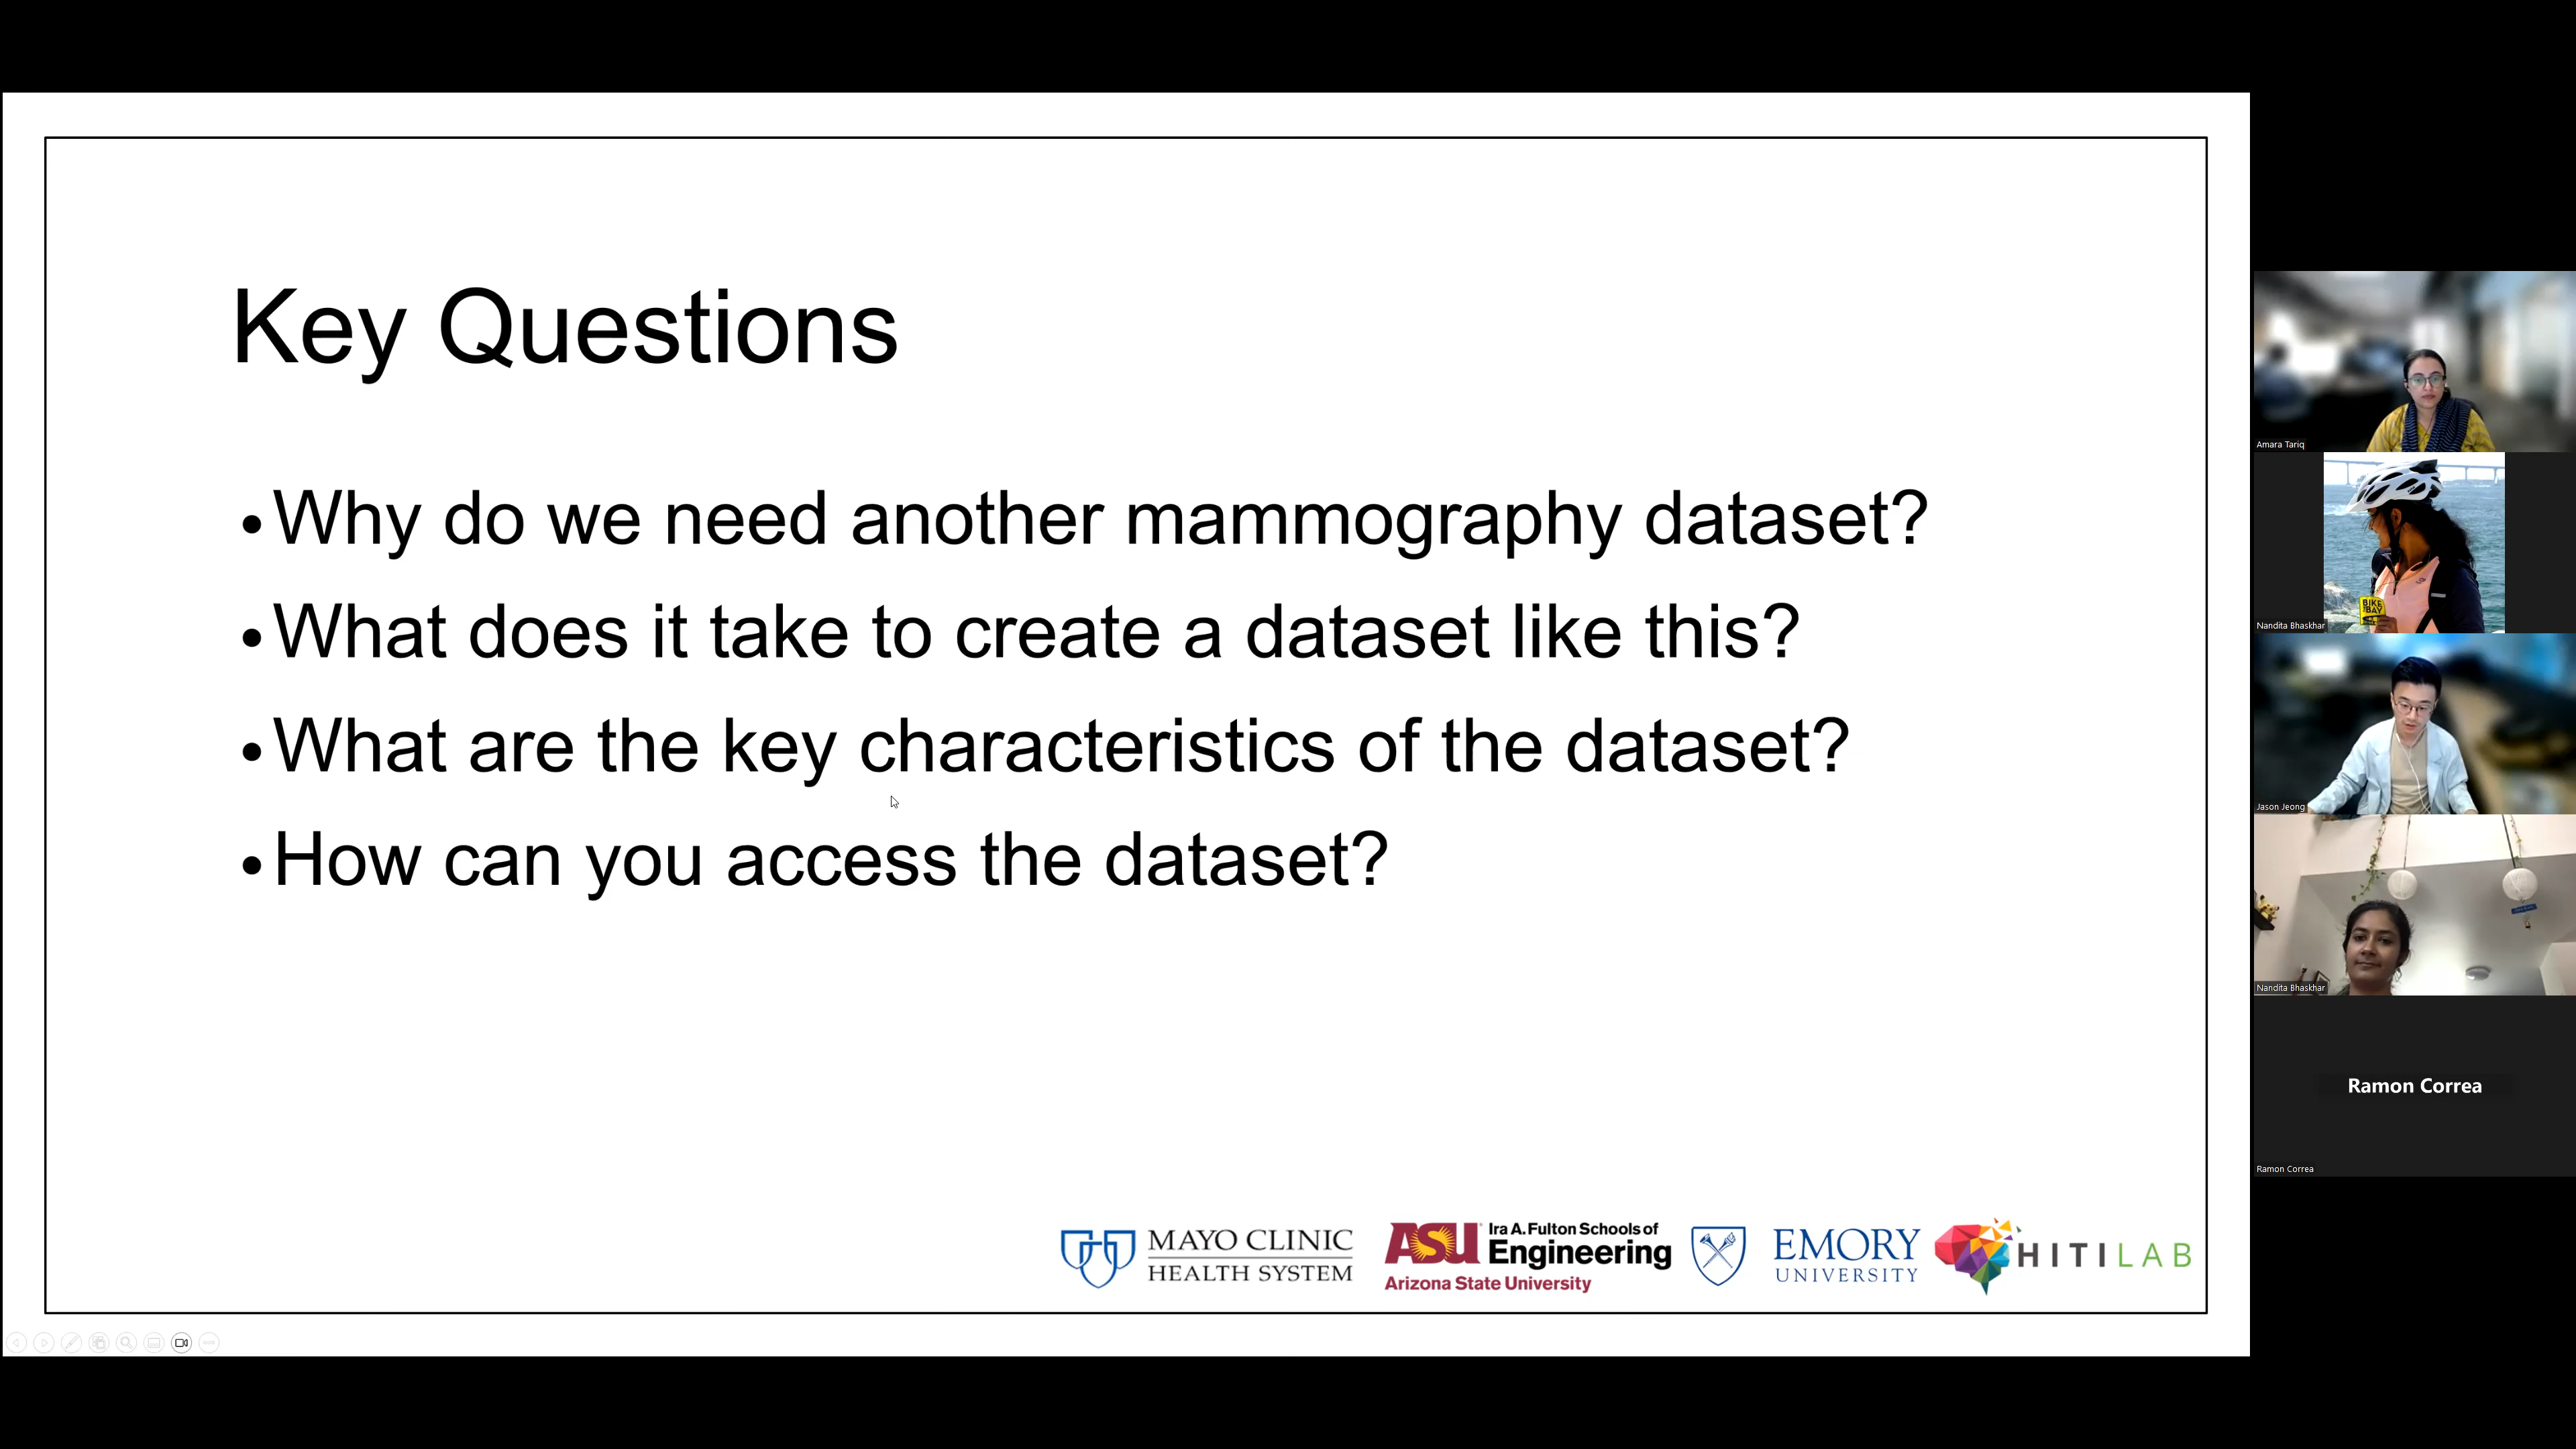 Key Questions
• Why do we need another mammography dataset?
• What does it take to create a dataset like this?
• What are the key characteristics of the dataset?
• How can you access the dataset?
MAYO CLINIC
HEALTH SYSTEM
ASU Ira A. Fulton Schools of
Engineering
Arizona State University
EMORY
UNIVERSITY
HITILAB
Amara Tariq
BIKE
BAY
Nandita Bhaskhar
Jason Jeong
Nandita Bhaskhar
Ramon Correa
Ramon Correa